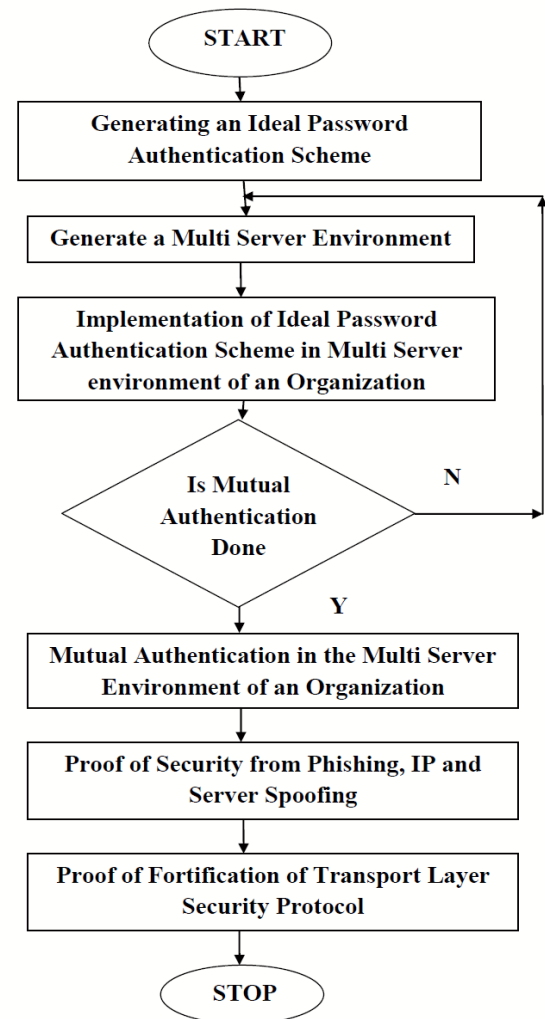 START
Generating an Ideal Password
Authentication Scheme
Generate a Multi Server Environment
Implementation of Ideal Password
Authentication Scheme in Multi Server
environment of an Organization
Is Mutual
Authentication
Done
N
Y
Mutual Authentication in the Multi Server
Environment of an Organization
Proof of Security from Phishing, IP and
Server Spoofing
Proof of Fortification of Transport Layer
Security Protocol
STOP